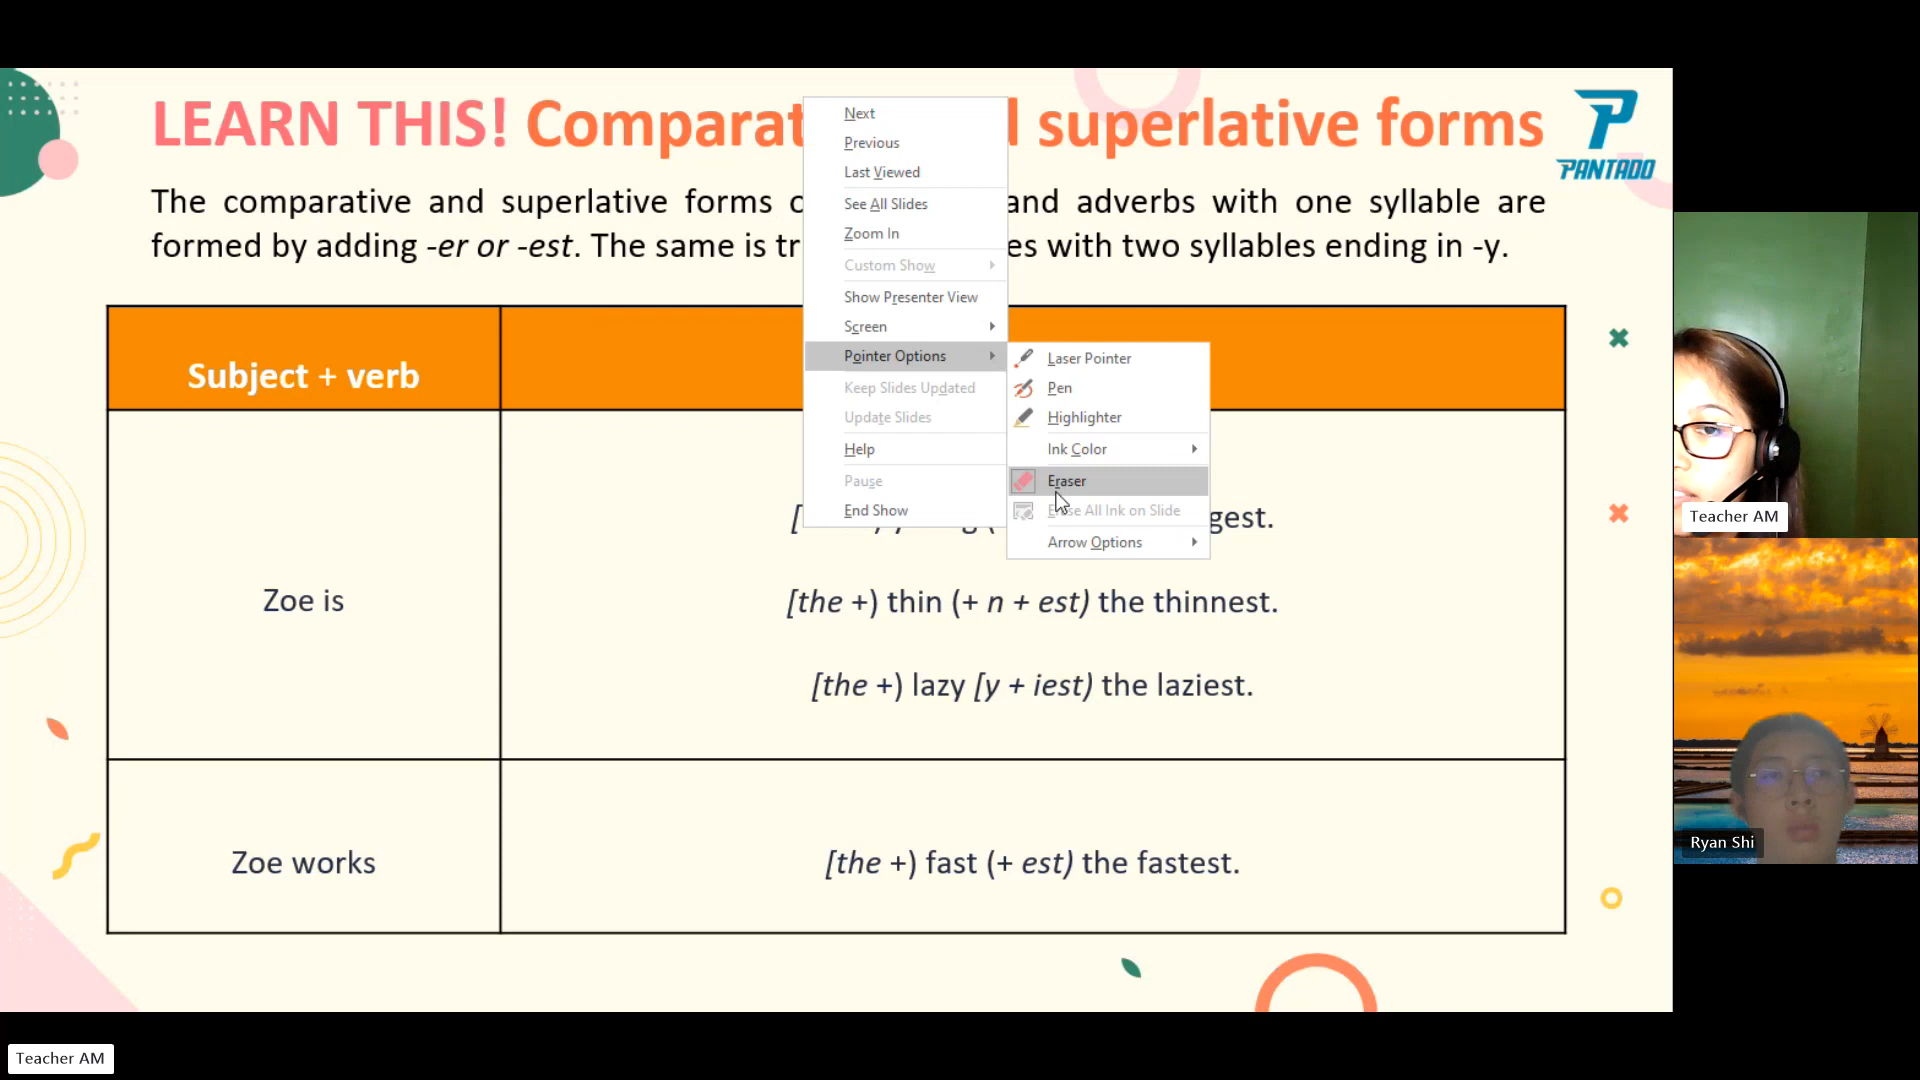 LEARN THIS! Comparat superlative forms
PANTADO
The comparative and superlative forms and adverbs with one syllable are
formed by adding -er or -est. The same is with two syllables ending in -y.
Next
Previous
Last Viewed
See All Slides
Zoom In
Custom Show
Show Presenter View
Screen
Pointer Options
Keep Slides Updated
Update Slides
Help
Pause
End Show
Laser Pointer
Pen
Highlighter
Ink Color
Eraser
Erase All Ink on Slide
Arrow Options
Subject + verb
gest.
Zoe is
[the +) thin (+ n + est) the thinnest.
[the +) lazy [y + iest) the laziest.
Zoe works
[the +) fast (+ est) the fastest.
Teacher AM
Ryan Shi
Teacher AM